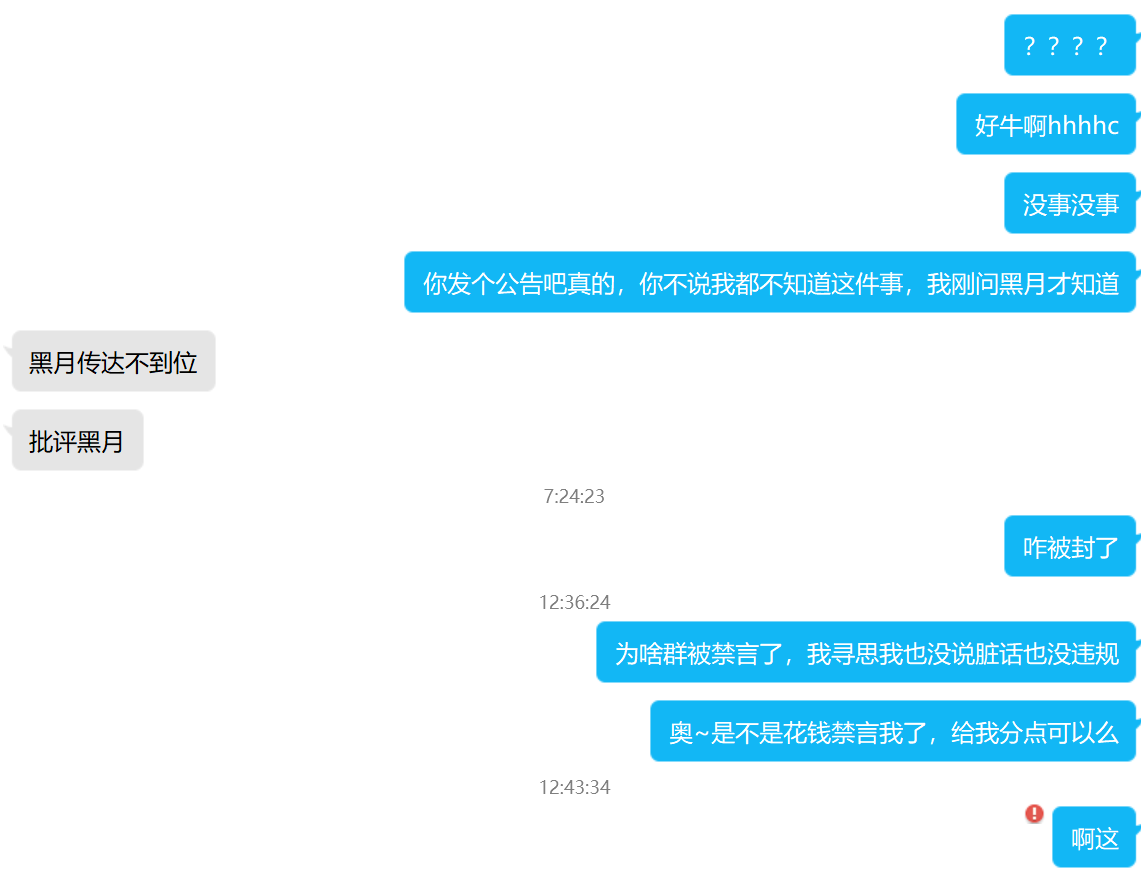 ？？？？
好牛啊hhhhc
没事没事
你发个公告吧真的，你不说我都不知道这件事，我刚问黑月才知道
黑月传达不到位
批评黑月
7:24:23
咋被封了
12:36:24
为啥群被禁言了，我寻思我也没说脏话也没违规
奥~是不是花钱禁言我了，给我分点可以么
12:43:34
啊这